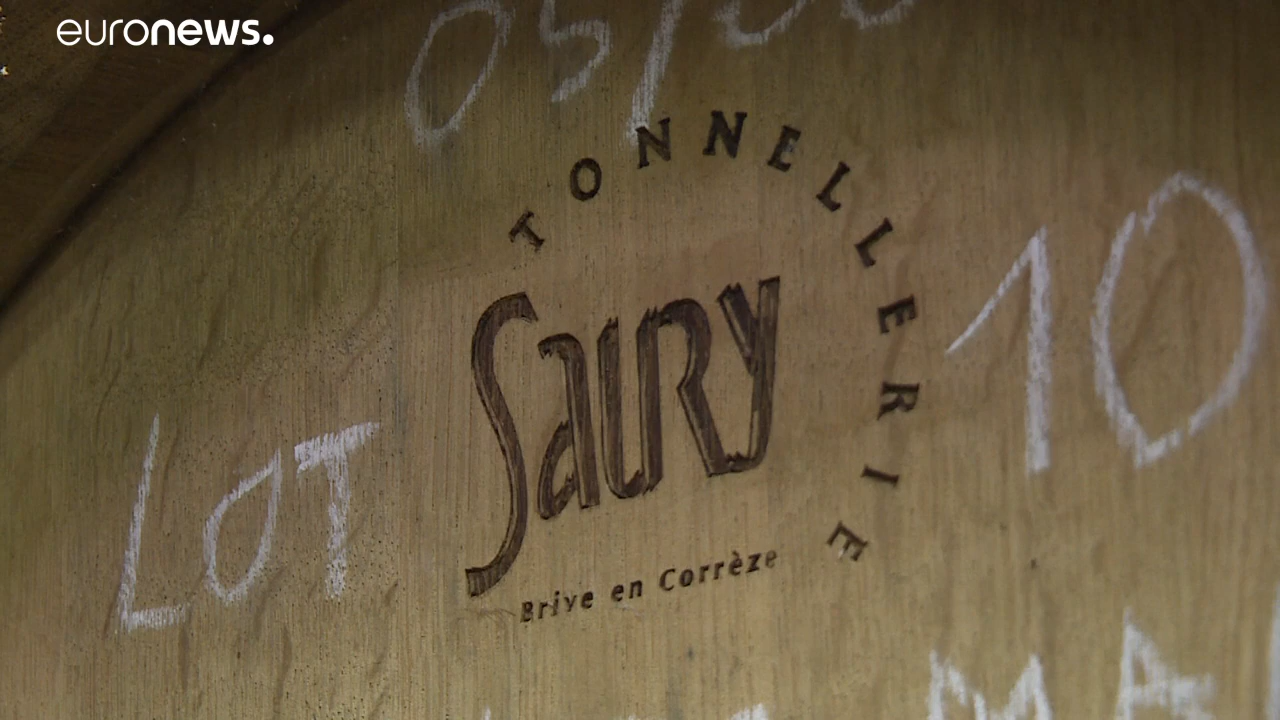 euronews.
TONNELLERIE
Saury
LOT 10
Brive en Corrèze